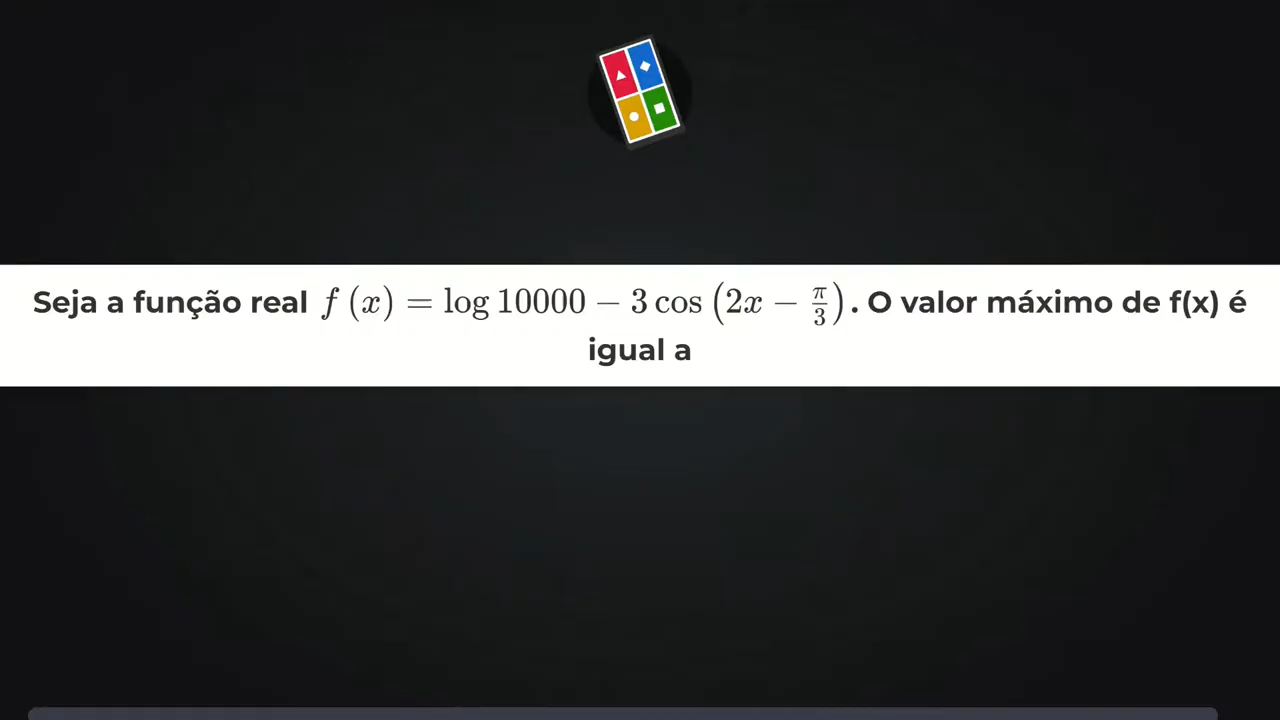 Seja a função real f (x) = log 10000 − 3 cos (2x − π/3). O valor máximo de f(x) é
igual a